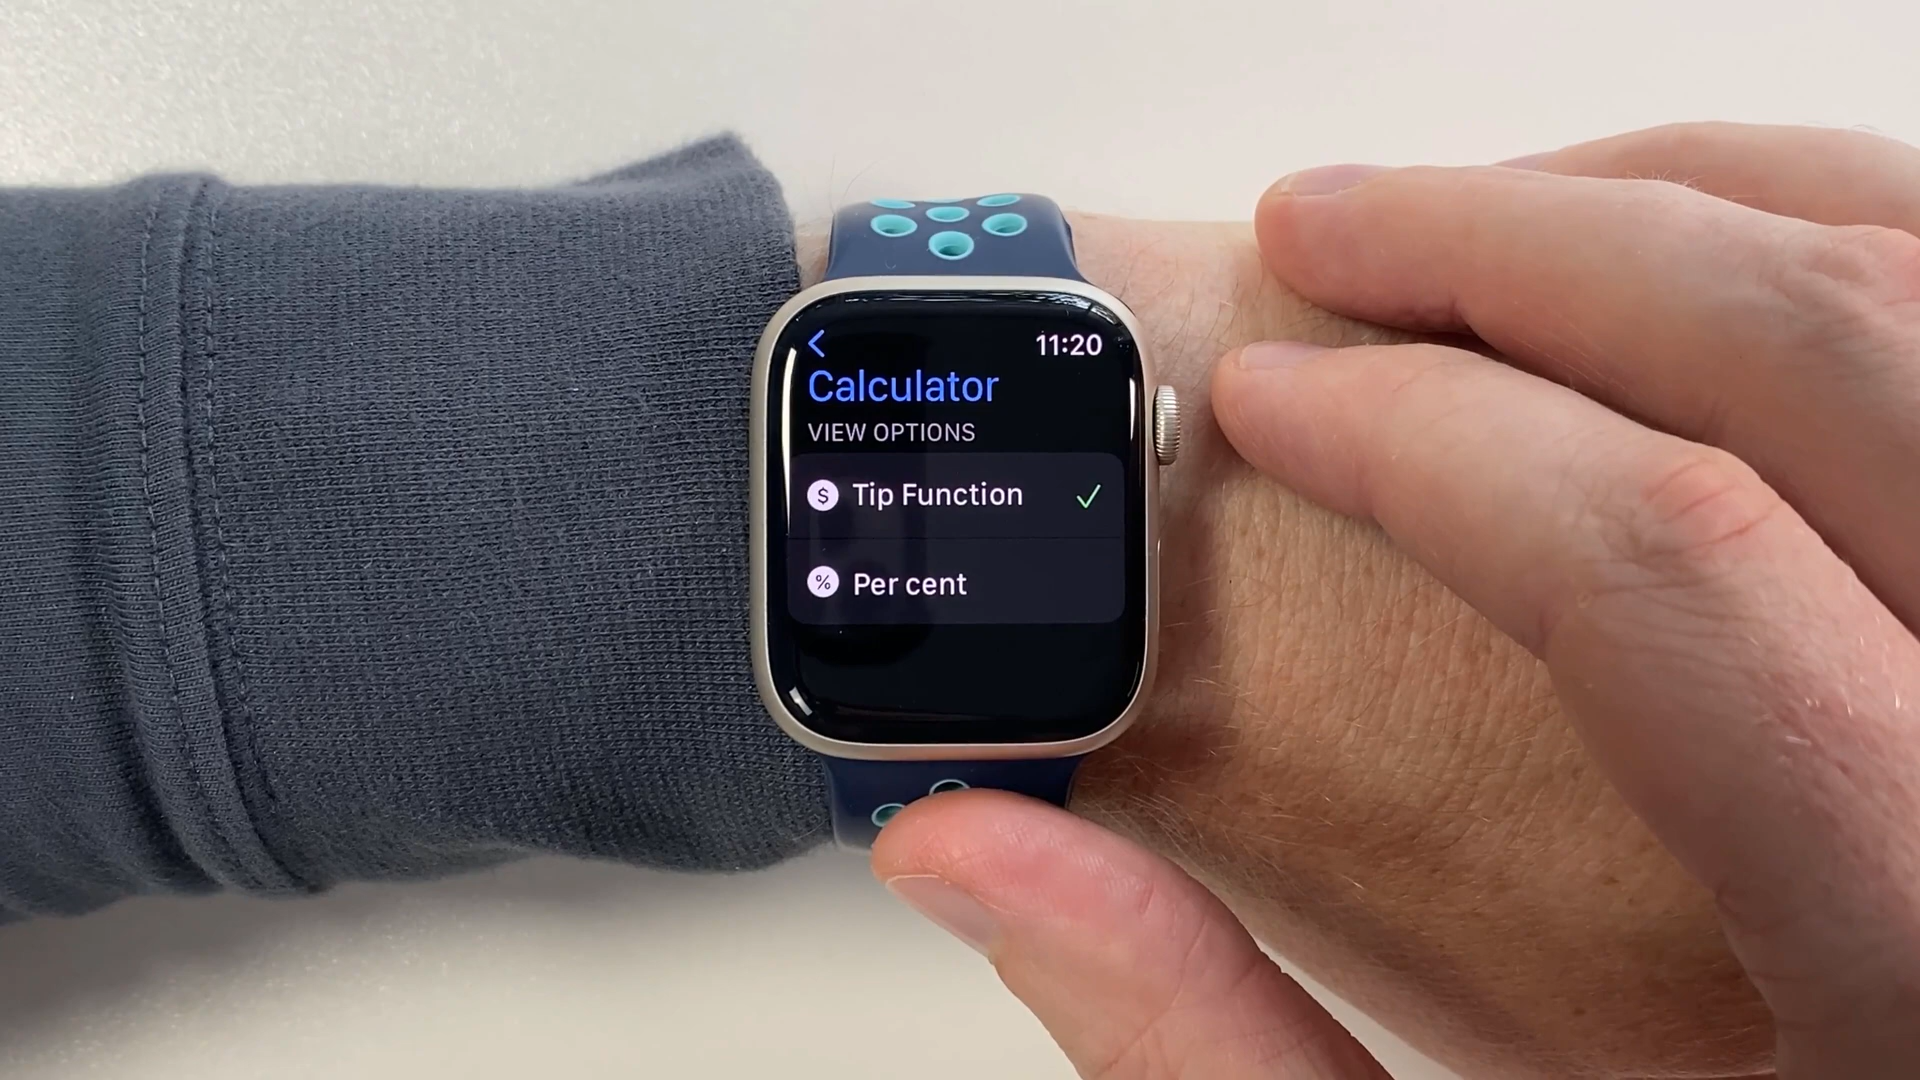 11:20
Calculator
VIEW OPTIONS
$ Tip Function
% Per cent